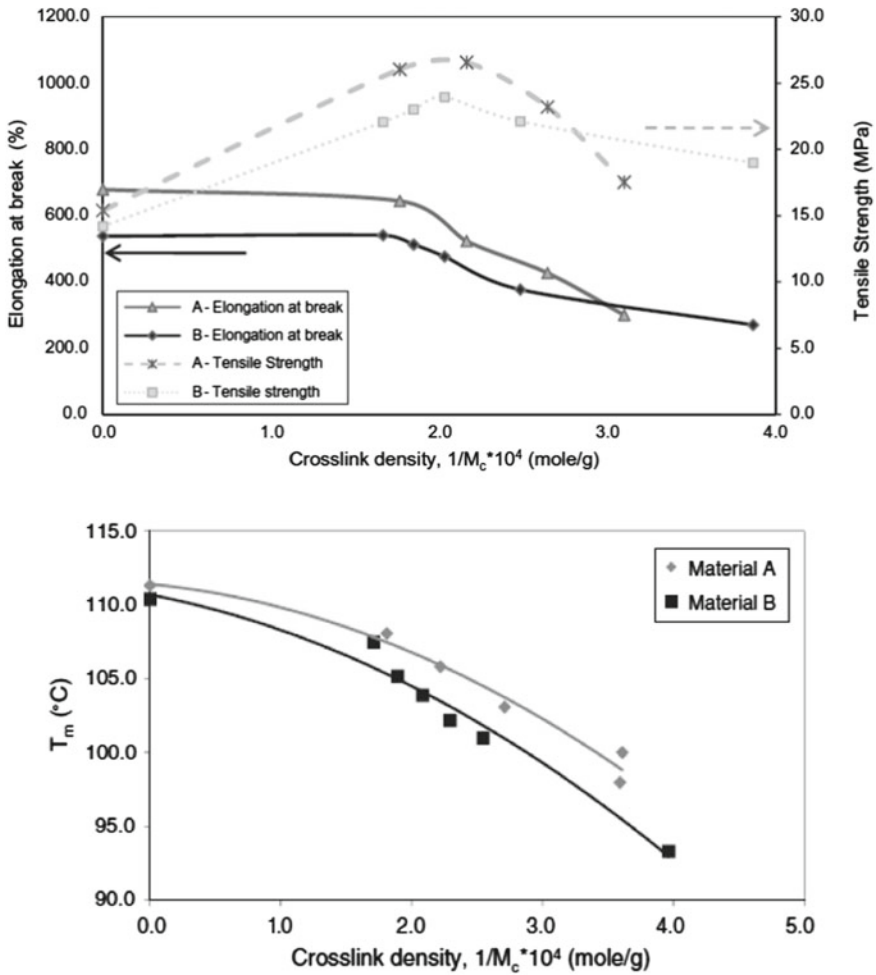 1200.0
1000.0
800.0
600.0
400.0
200.0
0.0
Elongation at break (%)
30.0
25.0
20.0
15.0
10.0
5.0
0.0
Tensile Strength (MPa)
A - Elongation at break
B - Elongation at break
A - Tensile Strength
B - Tensile strength
0.0 1.0 2.0 3.0 4.0
Crosslink density, 1/Mc*10⁴ (mole/g)
115.0
110.0
105.0
100.0
95.0
90.0
Tm (°C)
Material A
Material B
0.0 1.0 2.0 3.0 4.0 5.0
Crosslink density, 1/Mc*10⁴ (mole/g)